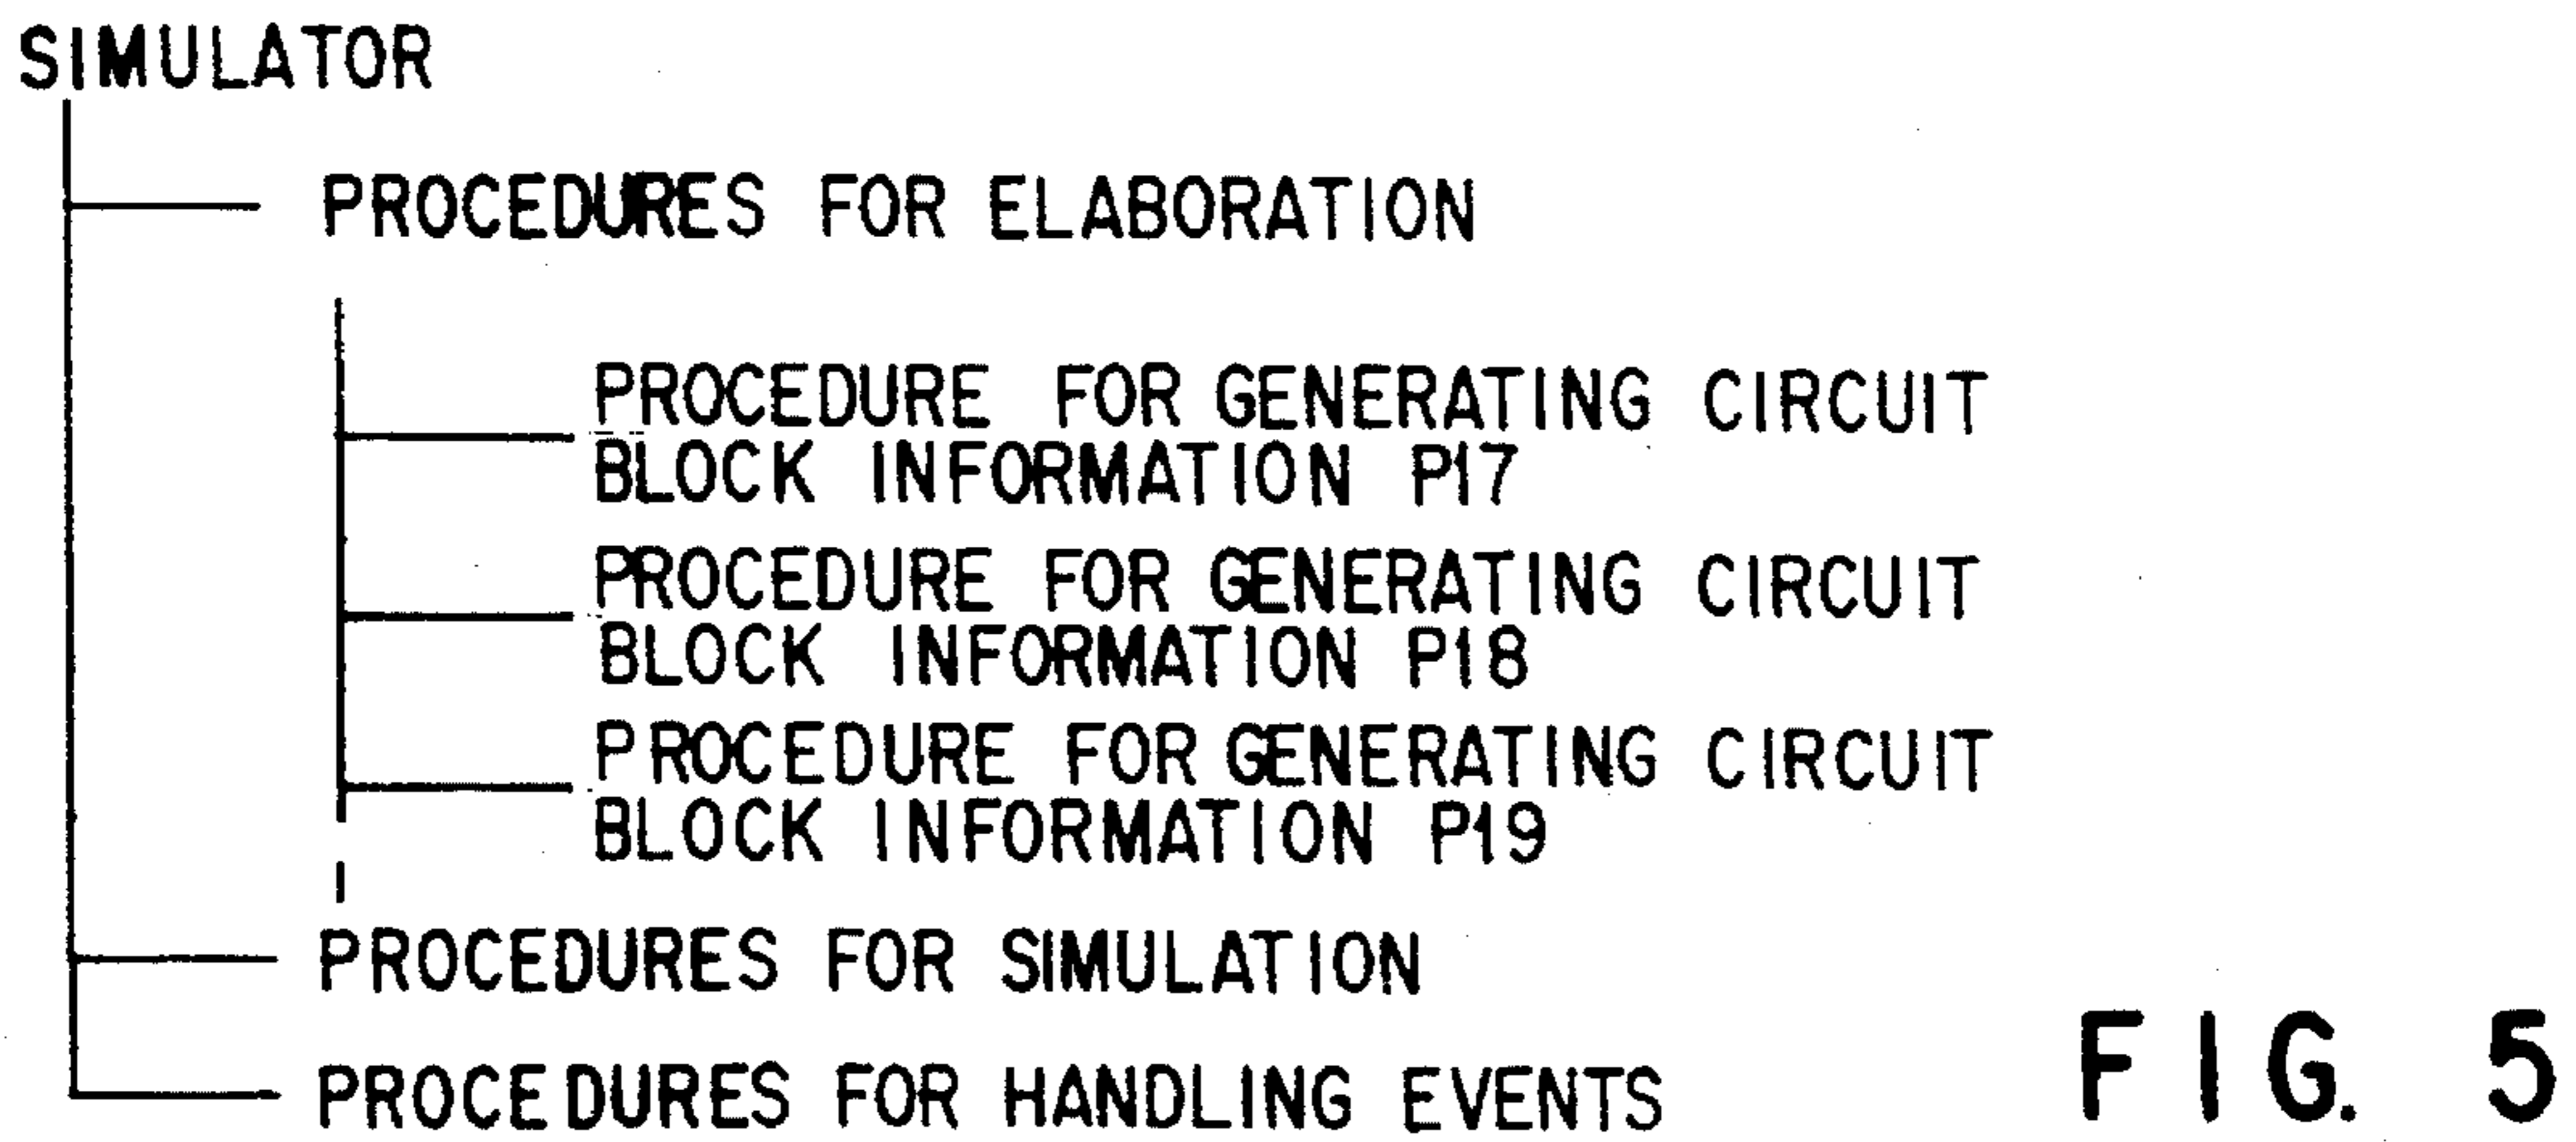 SIMULATOR
PROCEDURES FOR ELABORATION
PROCEDURE FOR GENERATING CIRCUIT
BLOCK INFORMATION P17
PROCEDURE FOR GENERATING CIRCUIT
BLOCK INFORMATION P18
PROCEDURE FOR GENERATING CIRCUIT
BLOCK INFORMATION P19
PROCEDURES FOR SIMULATION
PROCEDURES FOR HANDLING EVENTS
FIG. 5